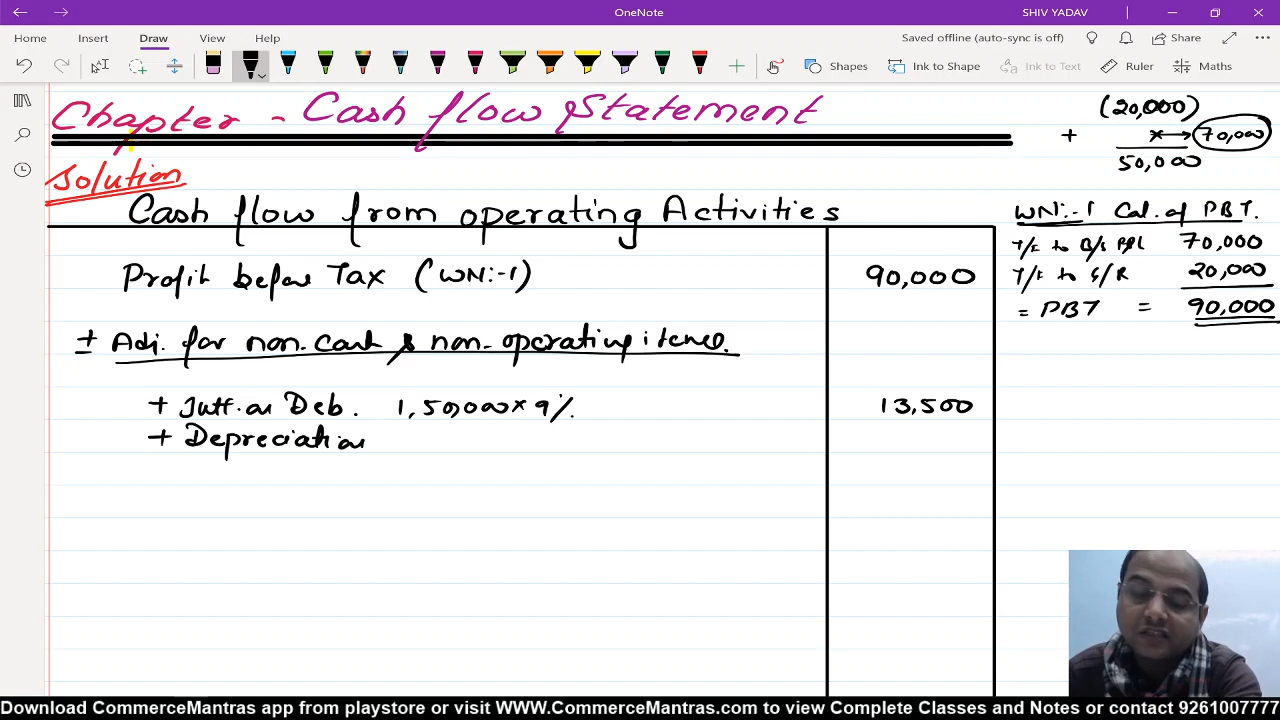 OneNote
SHIV YADAV
Home Insert Draw View Help
Saved offline (auto-sync is off)
Share
Shapes
Ink to Shape
Ink to Text
Ruler
Maths
Chapter - Cash flow Statement
(20,000)
+ x → 70,000
50,000
Solution
Cash flow from operating Activities
Profit before Tax (WN:-1) 90,000
± Adj. for non-cash & non-operating items.
+ Intt. on Deb. 1,50,000 × 9% 13,500
+ Depreciation
WN:-1 Cal. of PBT.
T/f to B/S 70,000
T/f to G/R 20,000
= PBT = 90,000
Download CommerceMantras app from playstore or visit WWW.CommerceMantras.com to view Complete Classes and Notes or contact 9261007777